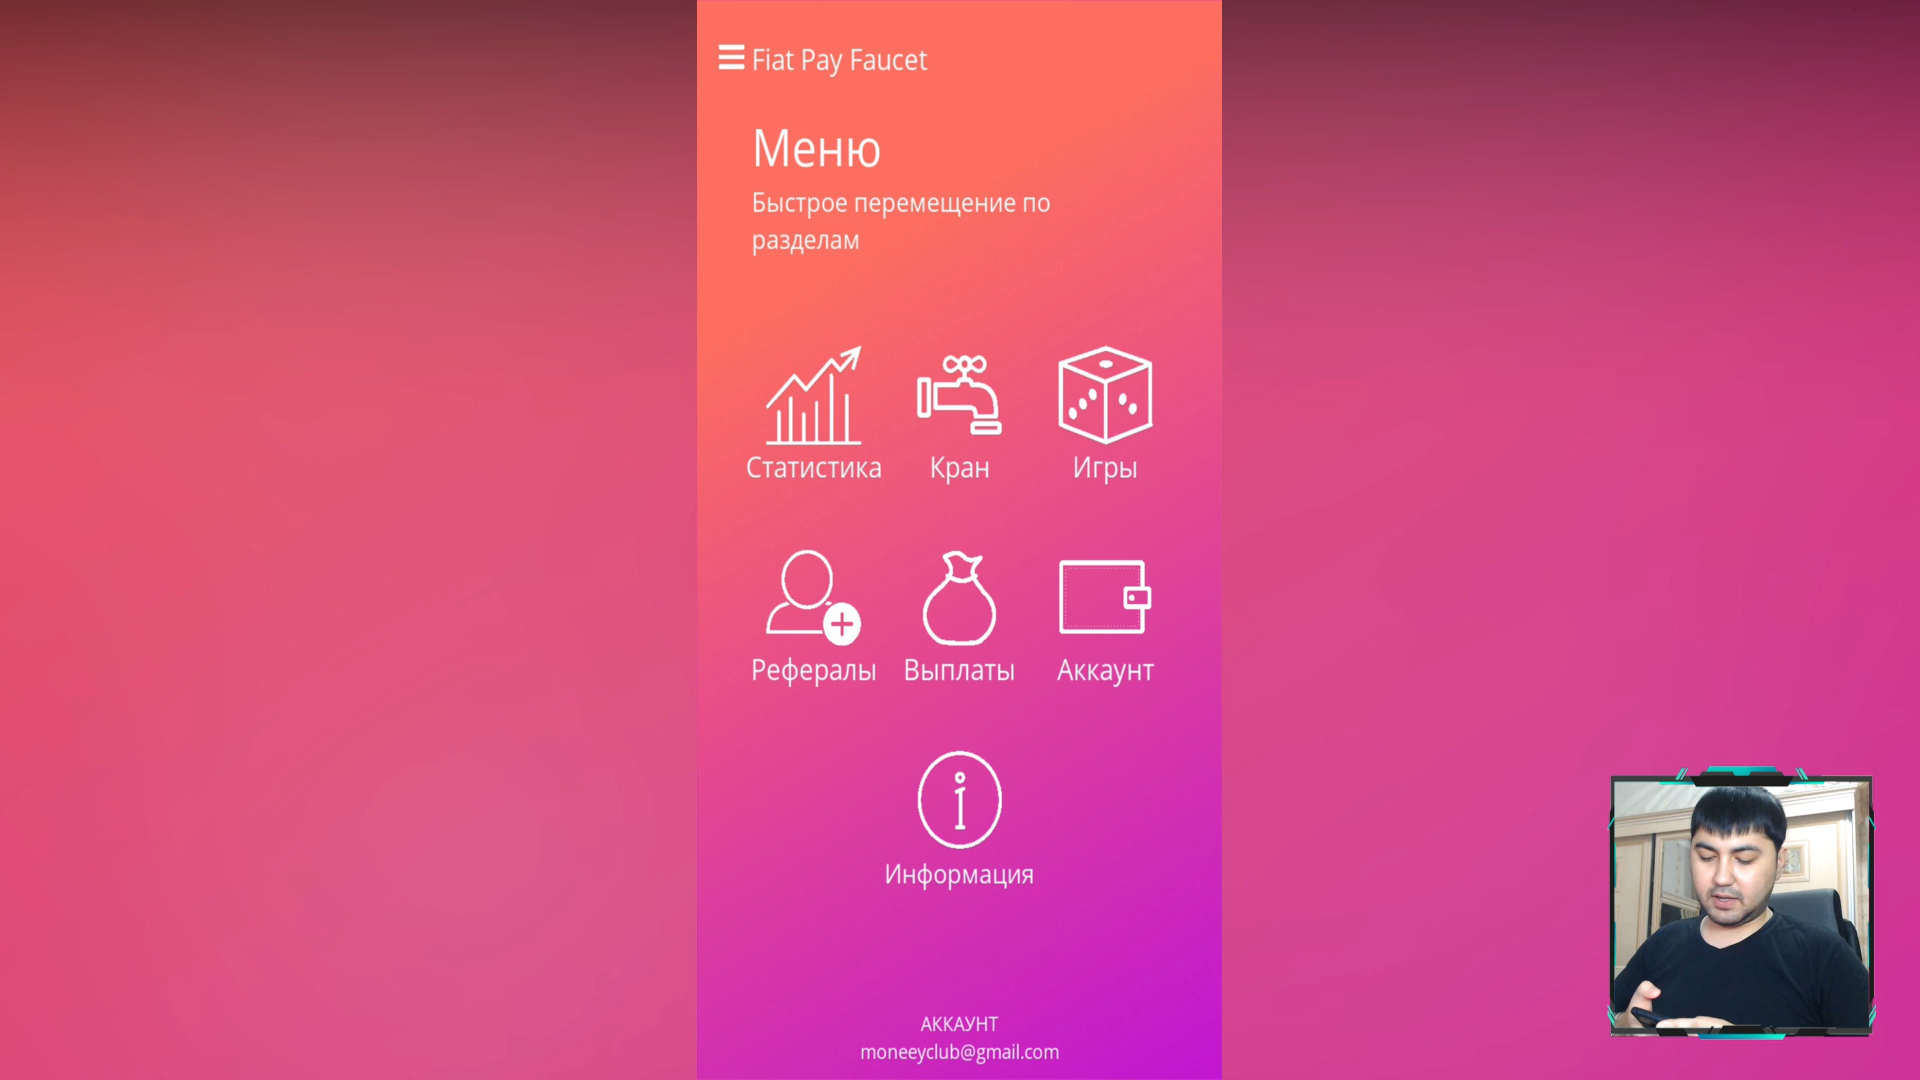 Fiat Pay Faucet
Меню
Быстрое перемещение по
разделам
Статистика
Кран
Игры
Рефералы
Выплаты
Аккаунт
Информация
АККАУНТ
moneeyclub@gmail.com